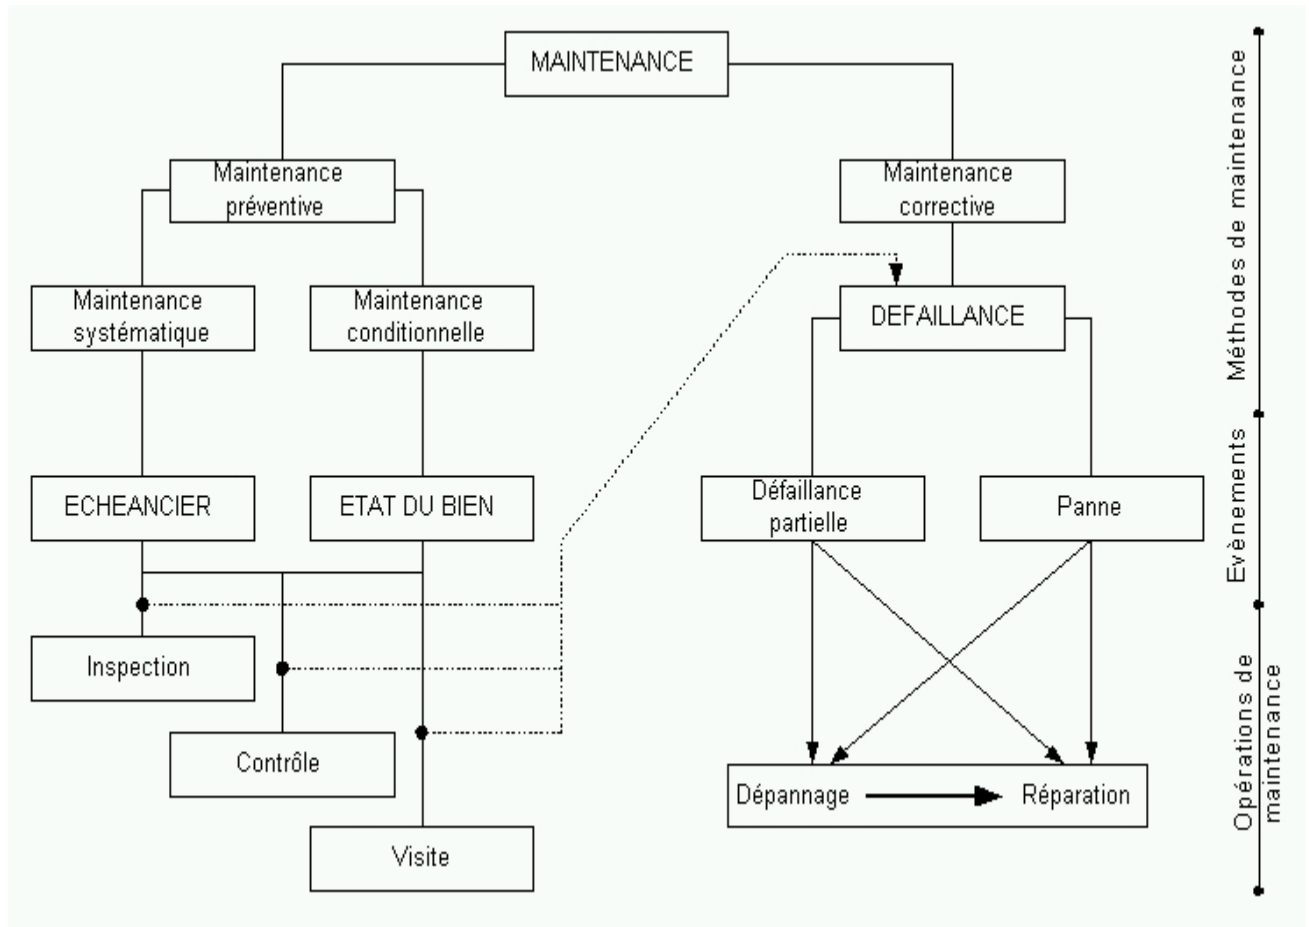 MAINTENANCE
Maintenance
préventive
Maintenance
corrective
Maintenance
systématique
Maintenance
conditionnelle
DEFAILLANCE
ECHEANCIER
ETAT DU BIEN
Défaillance
partielle
Panne
Inspection
Contrôle
Visite
Dépannage
Réparation
Méthodes de maintenance
Evènements
Opérations de
maintenance